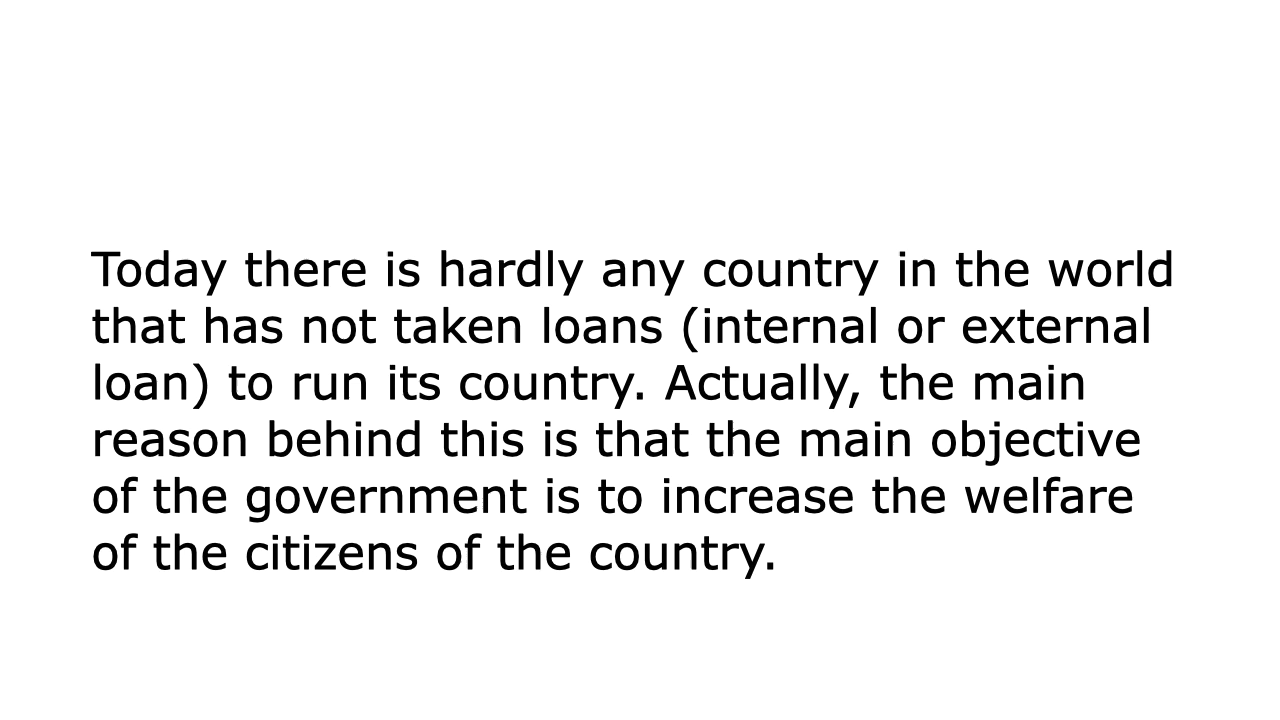 Today there is hardly any country in the world
that has not taken loans (internal or external
loan) to run its country. Actually, the main
reason behind this is that the main objective
of the government is to increase the welfare
of the citizens of the country.